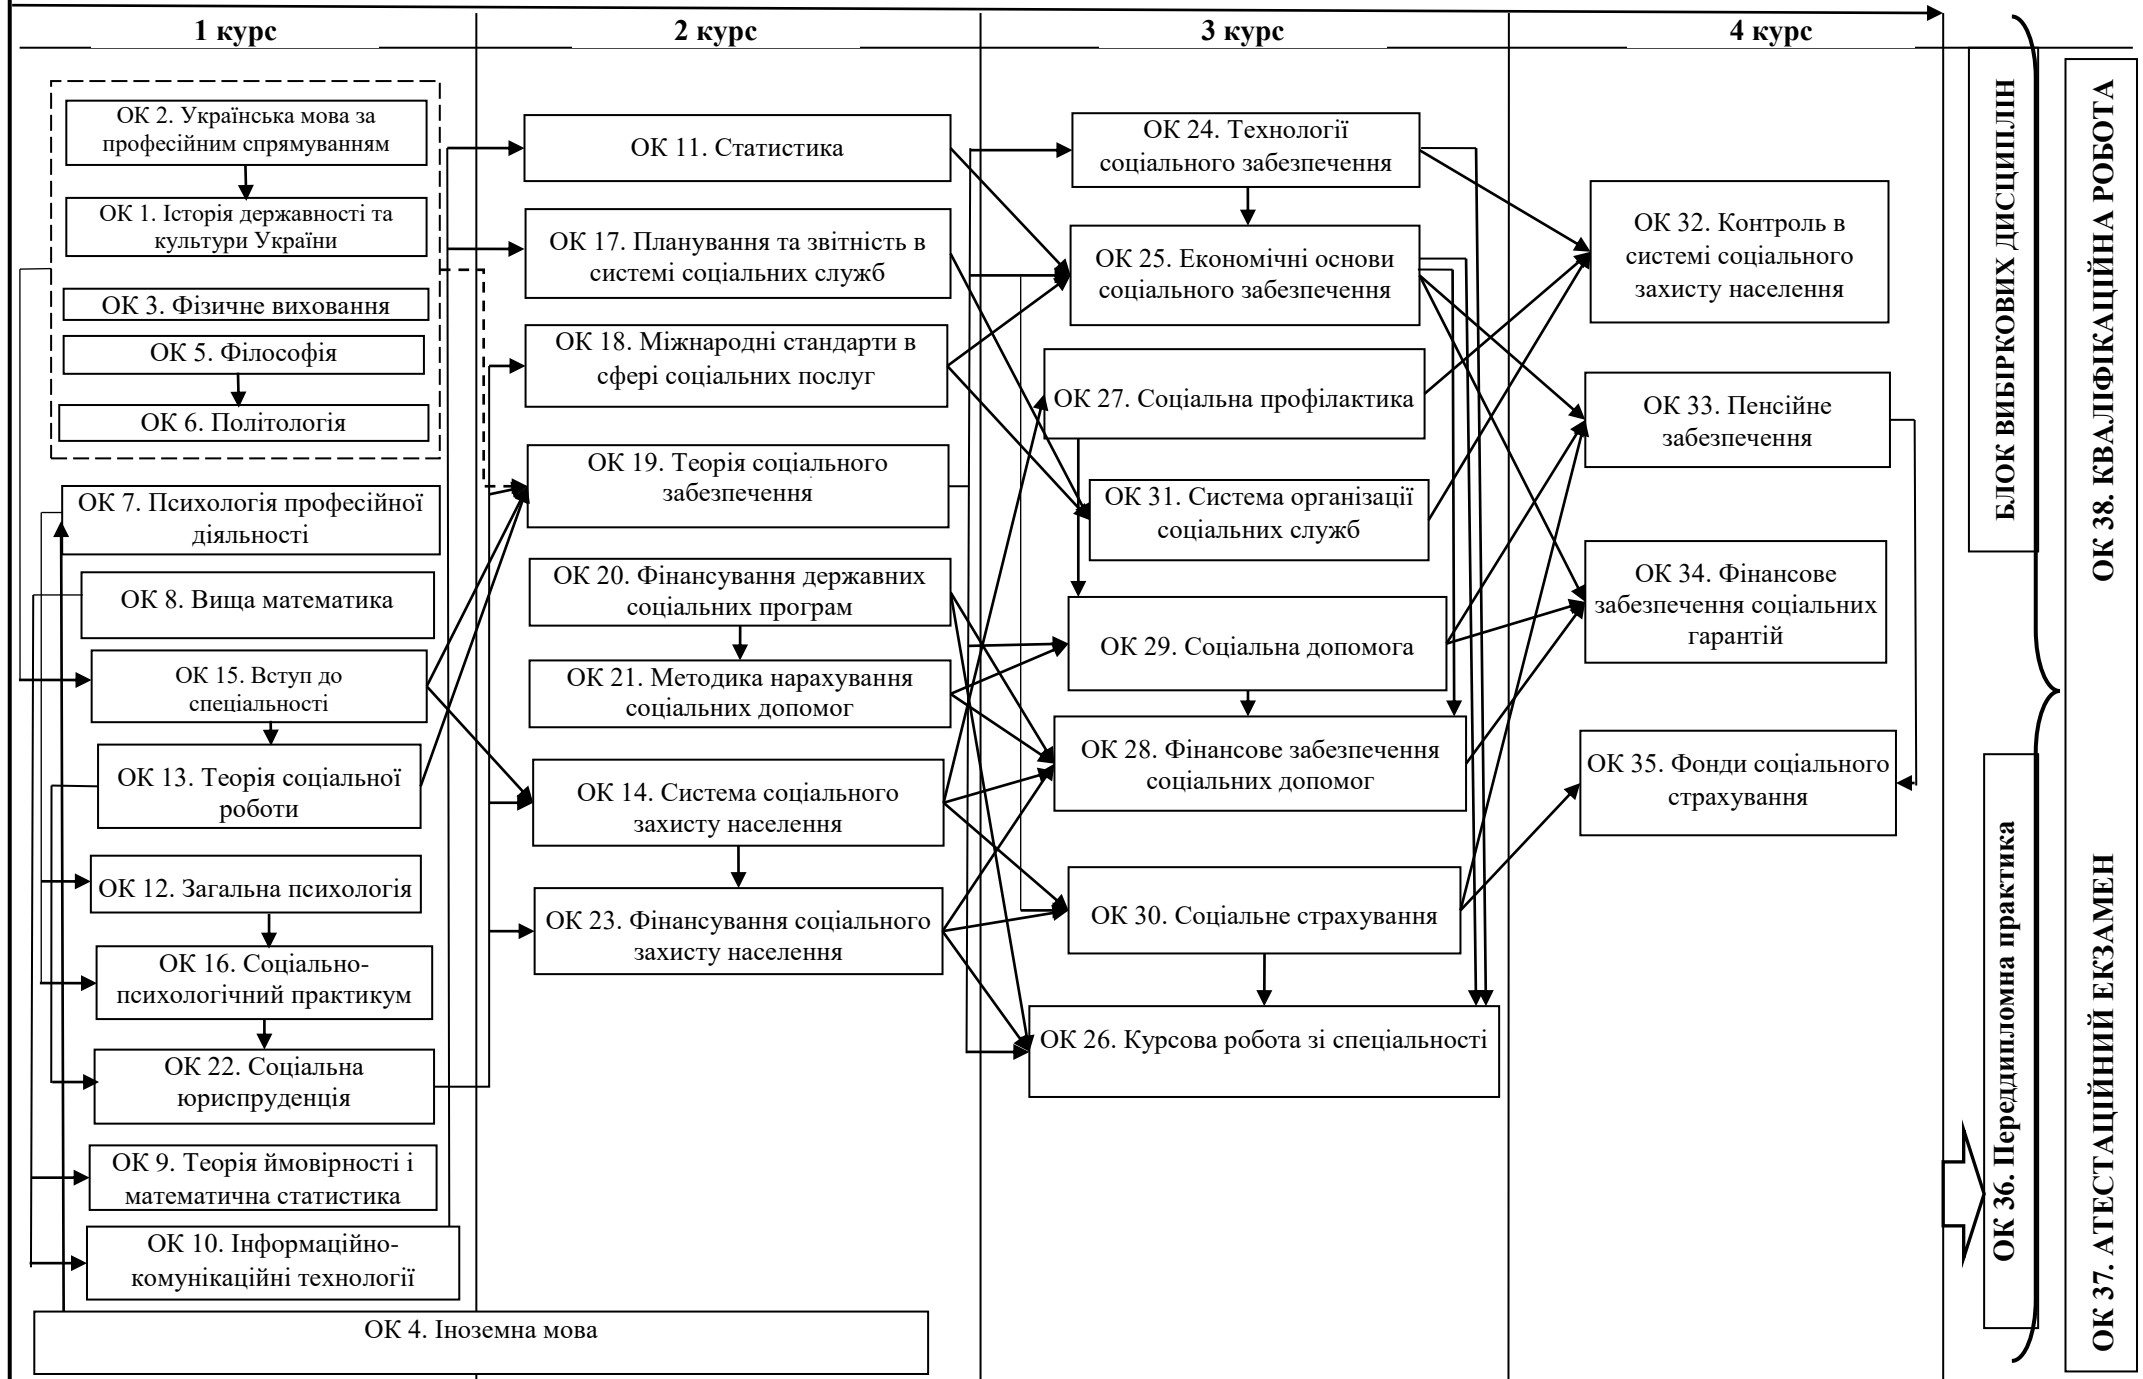 1 курс
2 курс
3 курс
4 курс
ОК 2. Українська мова за
професійним спрямуванням
ОК 1. Історія державності та
культури України
ОК 3. Фізичне виховання
ОК 5. Філософія
ОК 6. Політологія
ОК 7. Психологія професійної
діяльності
ОК 8. Вища математика
ОК 15. Вступ до
спеціальності
ОК 13. Теорія соціальної
роботи
ОК 12. Загальна психологія
ОК 16. Соціально-
психологічний практикум
ОК 22. Соціальна
юриспруденція
ОК 9. Теорія ймовірності і
математична статистика
ОК 10. Інформаційно-
комунікаційні технології
ОК 4. Іноземна мова
ОК 11. Статистика
ОК 17. Планування та звітність в
системі соціальних служб
ОК 18. Міжнародні стандарти в
сфері соціальних послуг
ОК 19. Теорія соціального
забезпечення
ОК 20. Фінансування державних
соціальних програм
ОК 21. Методика нарахування
соціальних допомог
ОК 14. Система соціального
захисту населення
ОК 23. Фінансування соціального
захисту населення
ОК 24. Технології
соціального забезпечення
ОК 25. Економічні основи
соціального забезпечення
ОК 27. Соціальна профілактика
ОК 31. Система організації
соціальних служб
ОК 29. Соціальна допомога
ОК 28. Фінансове забезпечення
соціальних допомог
ОК 30. Соціальне страхування
ОК 26. Курсова робота зі спеціальності
ОК 32. Контроль в
системі соціального
захисту населення
ОК 33. Пенсійне
забезпечення
ОК 34. Фінансове
забезпечення соціальних
гарантій
ОК 35. Фонди соціального
страхування
БЛОК ВИБІРКОВИХ ДИСЦИПЛІН
ОК 36. Переддипломна практика
ОК 38. КВАЛІФІКАЦІЙНА РОБОТА
ОК 37. АТЕСТАЦІЙНИЙ ЕКЗАМЕН